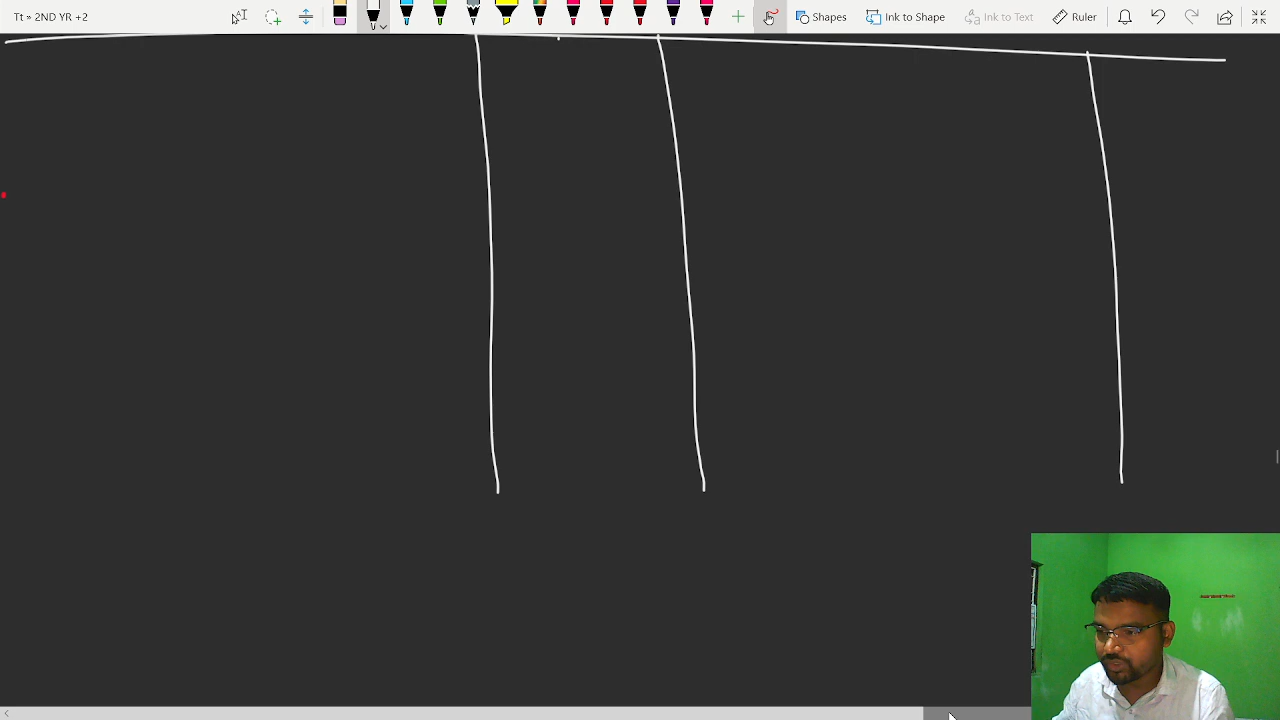 Tt » 2ND YR +2
Shapes
Ink to Shape
Ink to Text
Ruler